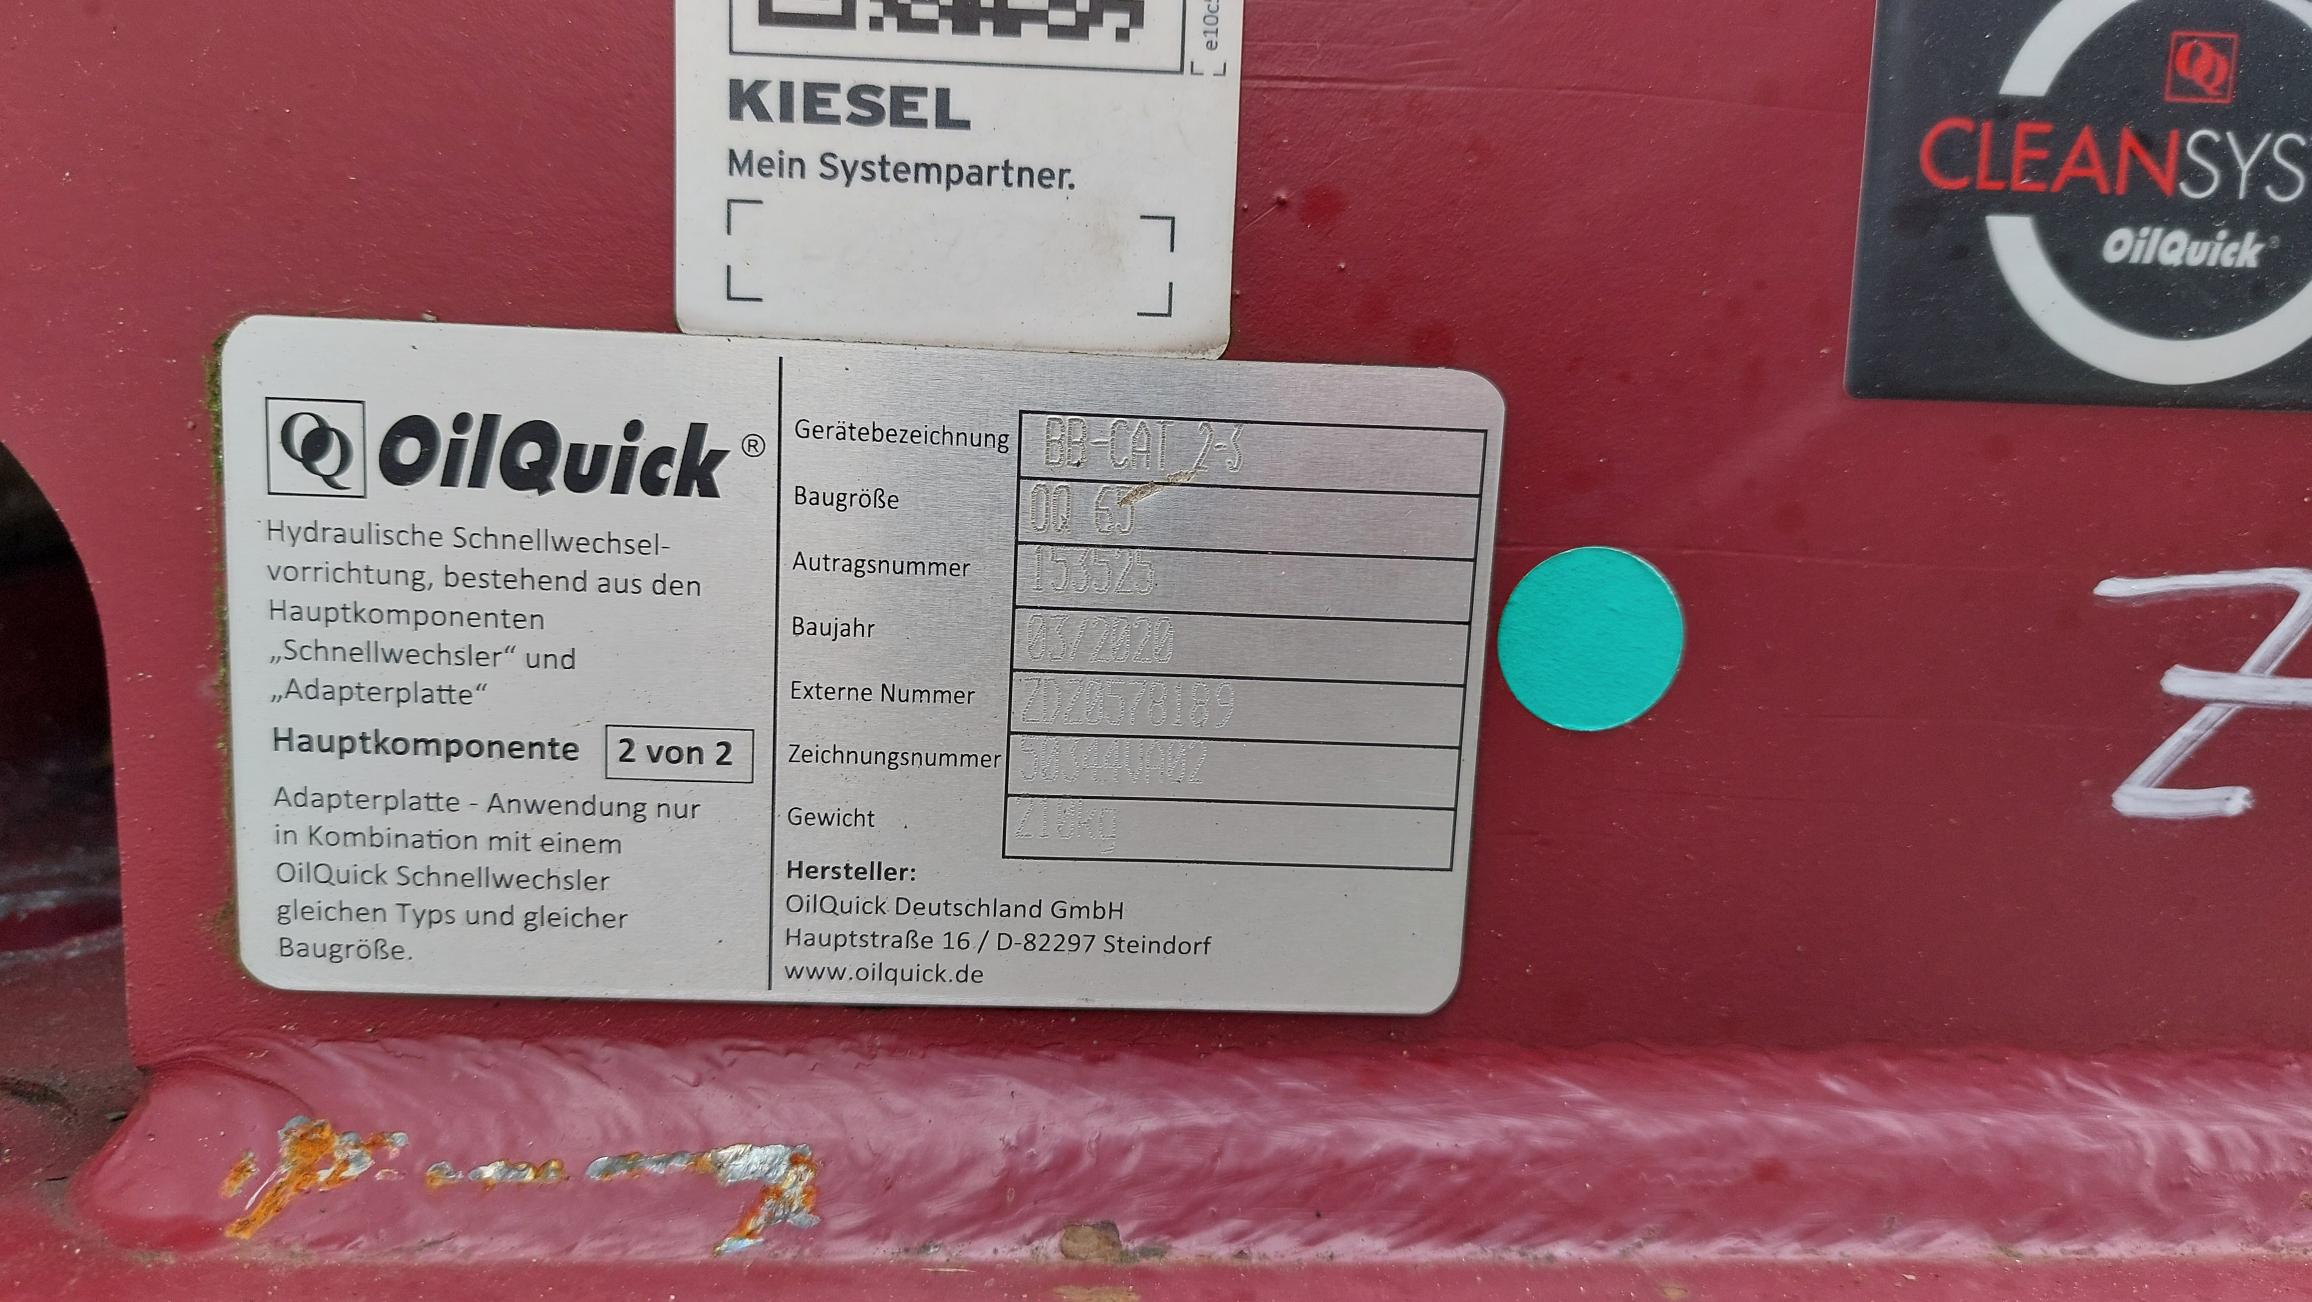 e10c
KIESEL
Mein Systempartner.
CLEANSYS
OilQuick
OilQuick®
Hydraulische Schnellwechsel-
vorrichtung, bestehend aus den
Hauptkomponenten
„Schnellwechsler“ und
„Adapterplatte“
Hauptkomponente 2 von 2
Adapterplatte - Anwendung nur
in Kombination mit einem
OilQuick Schnellwechsler
gleichen Typs und gleicher
Baugröße.
Gerätebezeichnung BB-CAT 2-3
Baugröße OQ 65
Autragsnummer 153525
Baujahr 03/2020
Externe Nummer ZDZ0578189
Zeichnungsnummer
Gewicht 210kg
Hersteller:
OilQuick Deutschland GmbH
Hauptstraße 16 / D-82297 Steindorf
www.oilquick.de